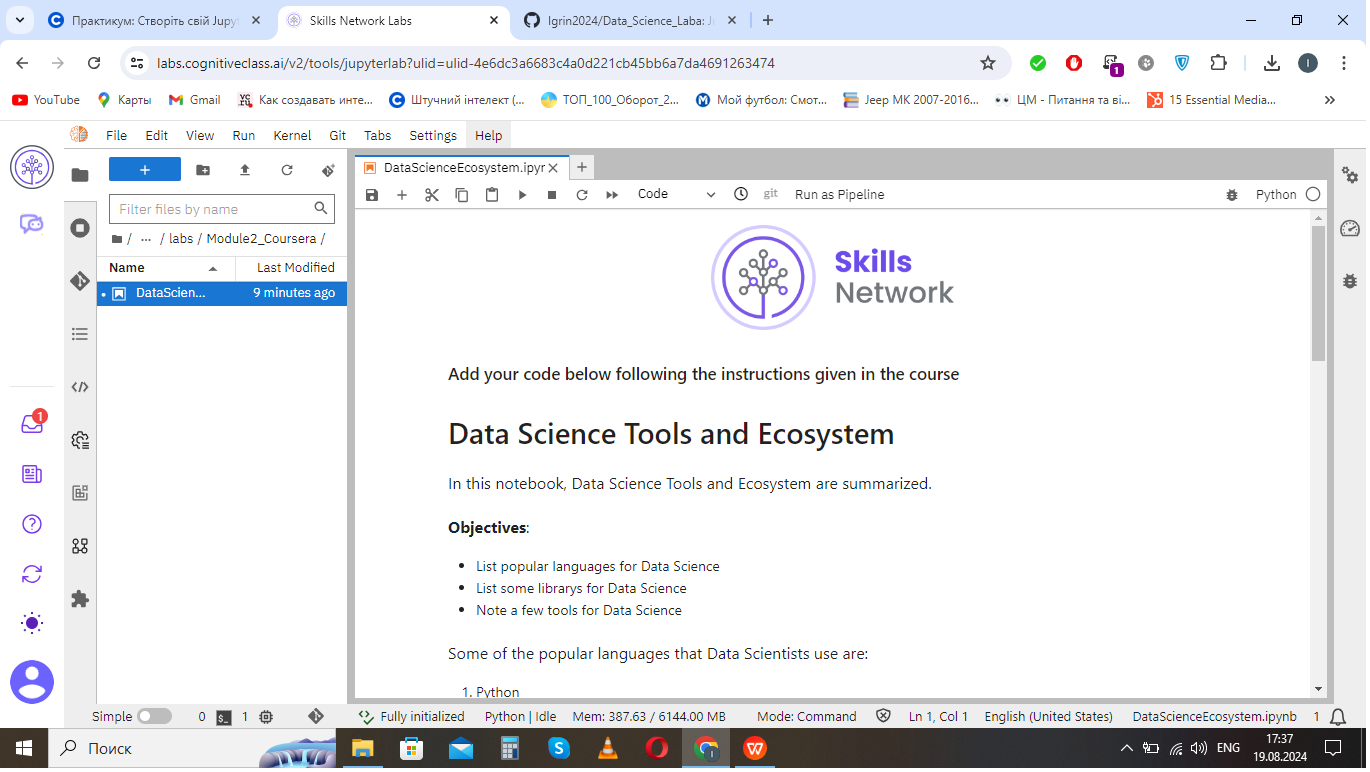 Практикум: Створіть свій Jupyt
Skills Network Labs
Igrin2024/Data_Science_Laba: Ju
labs.cognitiveclass.ai/v2/tools/jupyterlab?ulid=ulid-4e6dc3a6683c4a0d221cb45bb6a7da4691263474
1
I
YouTube
Карты
Gmail
Как создавать инте...
Штучний інтелект (...
ТОП_100_Оборот_2...
Мой футбол: Смот...
Jeep MK 2007-2016...
ЦМ - Питання та ві...
15 Essential Media...
File Edit View Run Kernel Git Tabs Settings Help
+
DataScienceEcosystem.ipyn
Filter files by name
Code
git
Run as Pipeline
Python
/ ... / labs / Module2_Coursera /
Name
Last Modified
DataScien...
9 minutes ago
Skills
Network
Add your code below following the instructions given in the course
Data Science Tools and Ecosystem
In this notebook, Data Science Tools and Ecosystem are summarized.
Objectives:
• List popular languages for Data Science
• List some librarys for Data Science
• Note a few tools for Data Science
Some of the popular languages that Data Scientists use are:
1. Python
1
Simple
0
1
Fully initialized
Python | Idle
Mem: 387.63 / 6144.00 MB
Mode: Command
Ln 1, Col 1
English (United States)
DataScienceEcosystem.ipynb
1
Поиск
ENG
17:37
19.08.2024